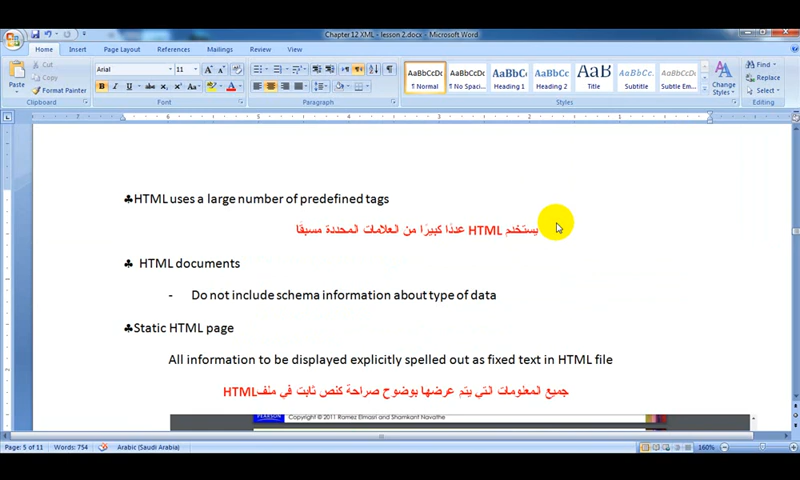 Chapter 12 XML - lesson 2.docx - Microsoft Word
Home Insert Page Layout References Mailings Review View
Paste
Cut
Copy
Format Painter
Clipboard
Arial 11
Font
Paragraph
AaBbCcDc AaBbCcDc AaBbC AaBbCc AaB AaBbCc. AaBbCcDc
¶ Normal ¶ No Spaci... Heading 1 Heading 2 Title Subtitle Subtle Em...
Change Styles
Styles
Find
Replace
Select
Editing
♣HTML uses a large number of predefined tags
يستخدم HTML عددًا كبيرًا من العلامات المحددة مسبقًا
♣ HTML documents
- Do not include schema information about type of data
♣Static HTML page
All information to be displayed explicitly spelled out as fixed text in HTML file
جميع المعلومات التي يتم عرضها بوضوح صراحة كنص ثابت في ملفHTML
PEARSON
Copyright © 2011 Ramez Elmasri and Shamkant Navathe
Page: 5 of 11 Words: 754 Arabic (Saudi Arabia) 160%